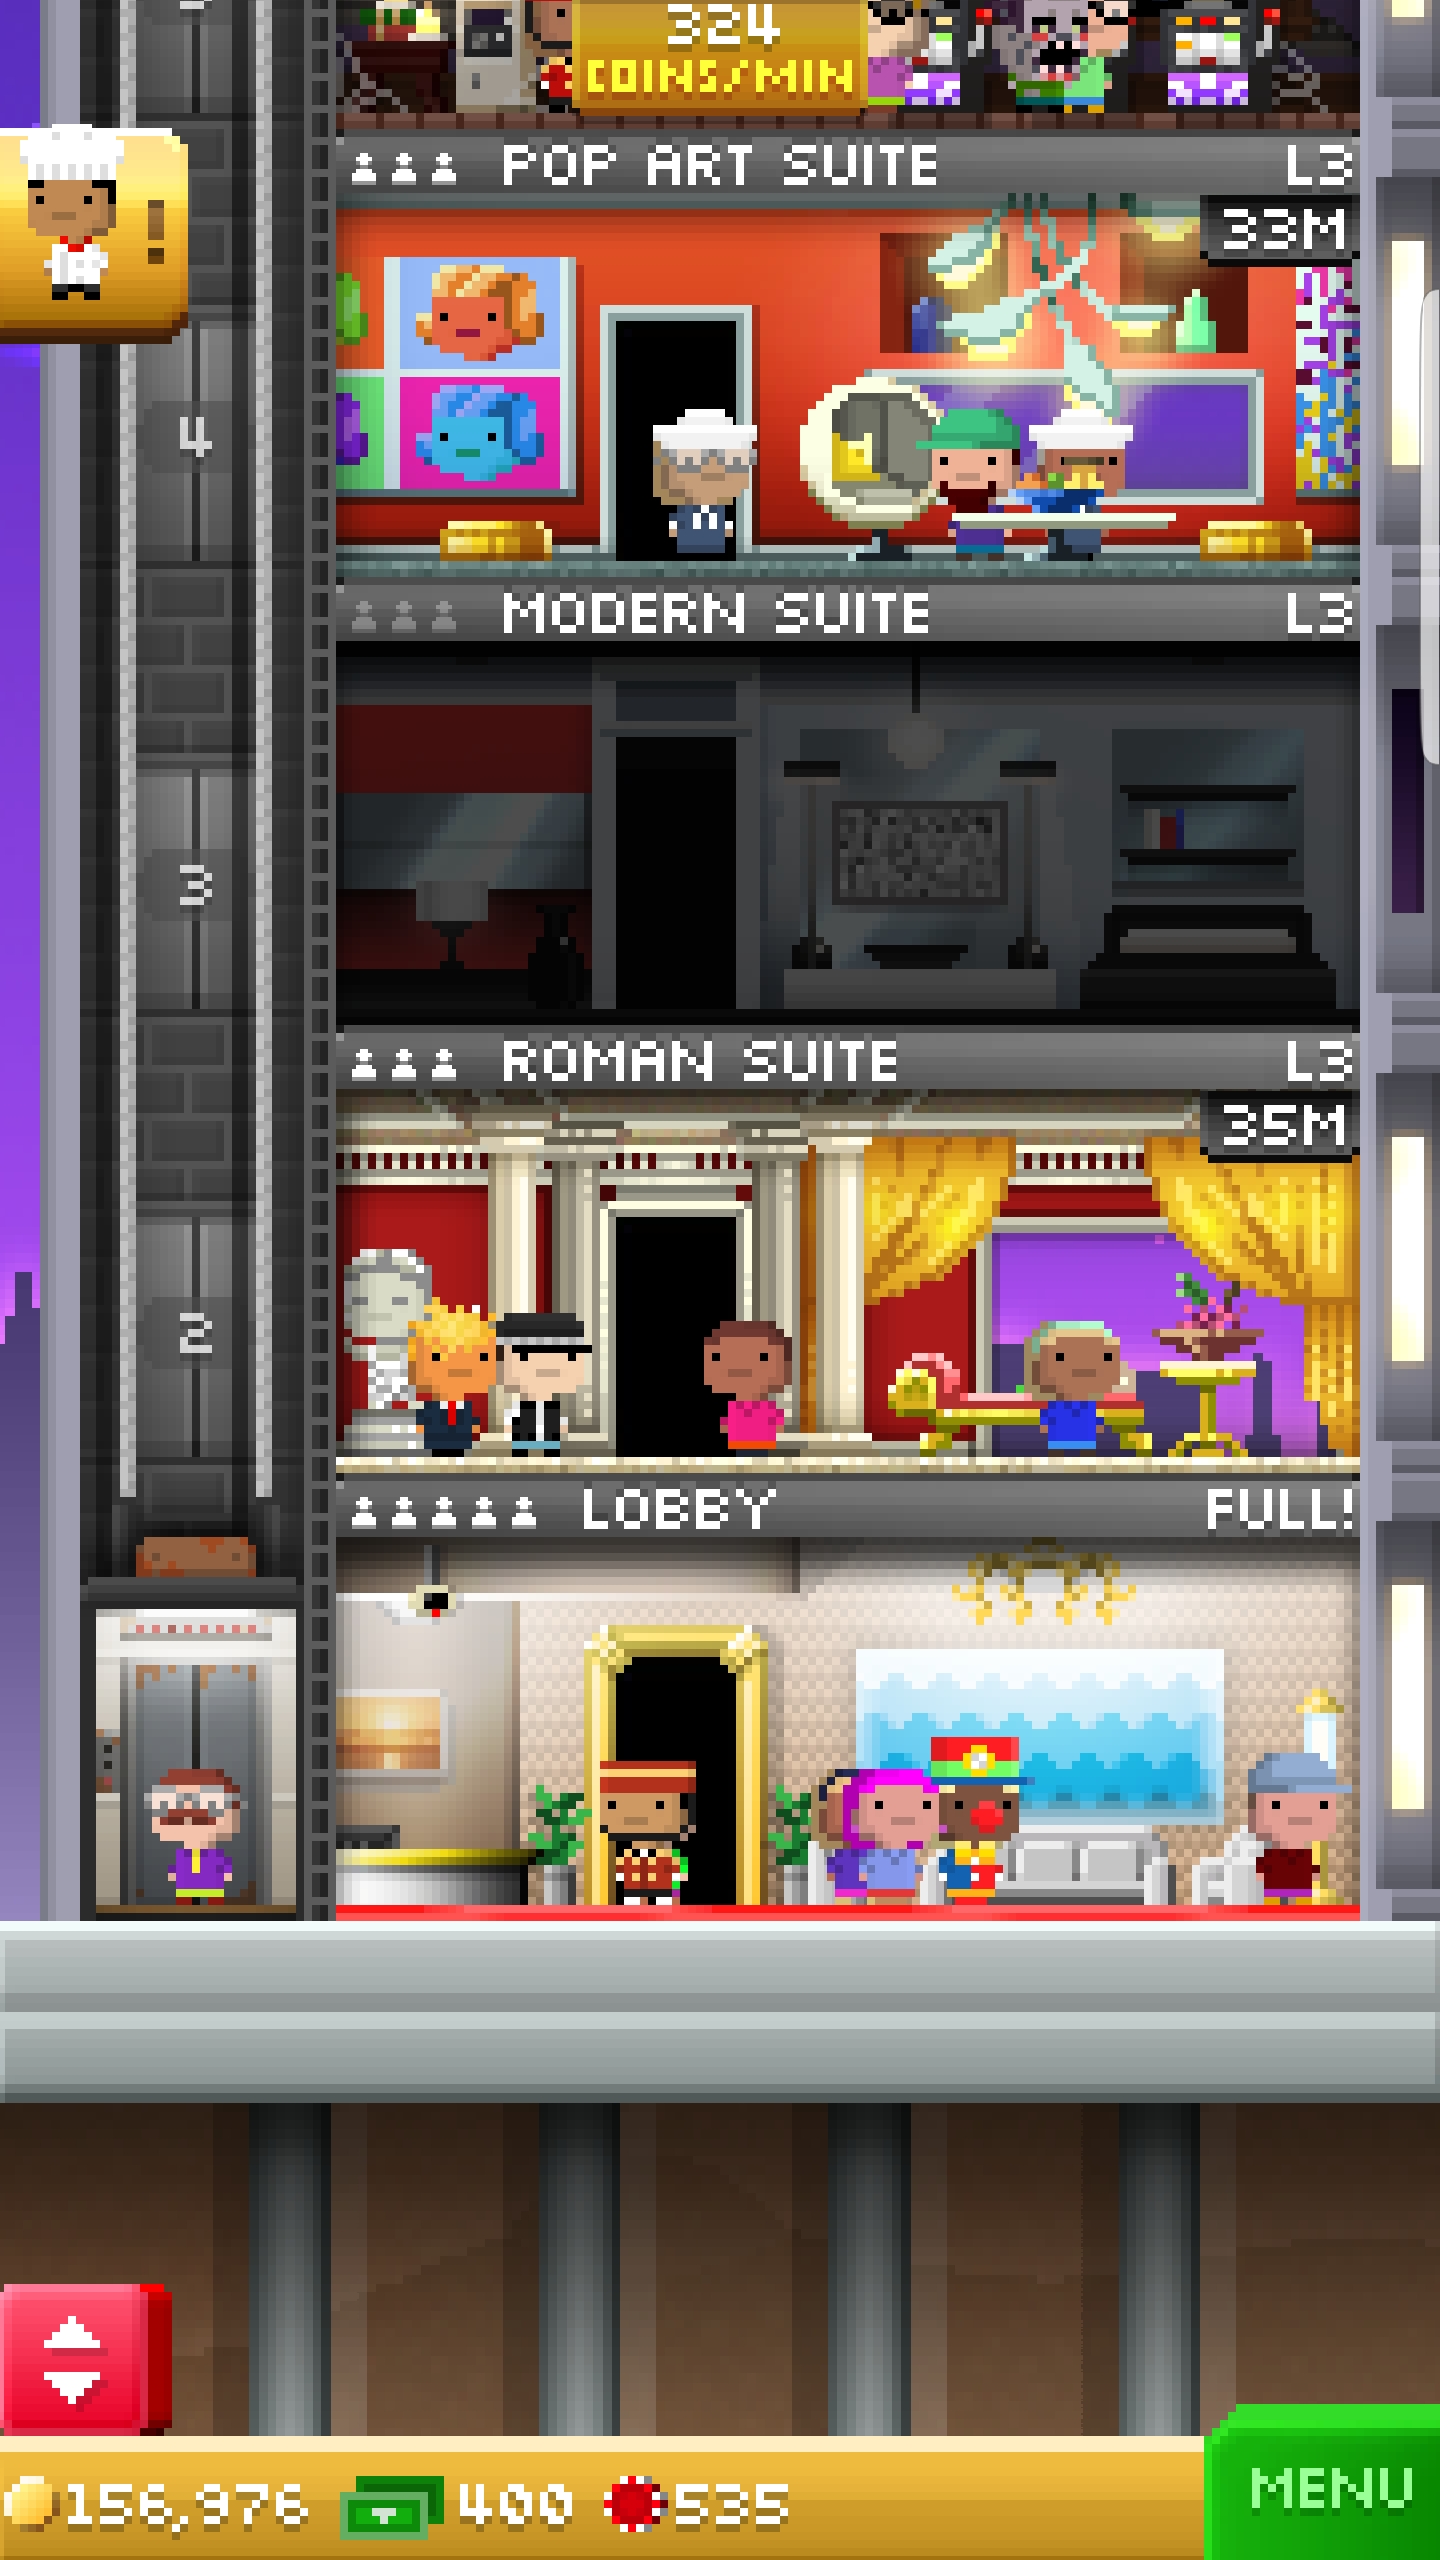 324
COINS/MIN
POP ART SUITE L3
33M
!
4
MODERN SUITE L3
3
ROMAN SUITE L3
35M
2
LOBBY FULL!
MENU
156,976 400 535